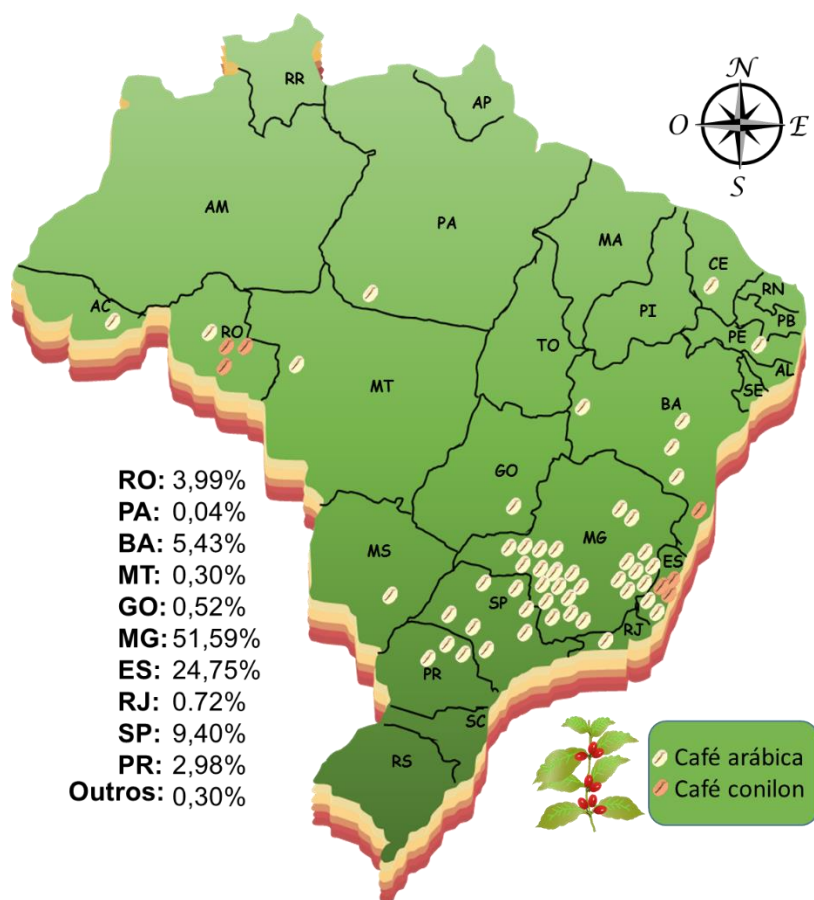 N
O
E
S
RR
AP
AM
PA
MA
CE
RN
PB
PE
PI
AL
SE
AC
RO
TO
MT
BA
GO
MG
ES
MS
SP
RJ
PR
SC
RS
RO: 3,99%
PA: 0,04%
BA: 5,43%
MT: 0,30%
GO: 0,52%
MG: 51,59%
ES: 24,75%
RJ: 0.72%
SP: 9,40%
PR: 2,98%
Outros: 0,30%
Café arábica
Café conilon